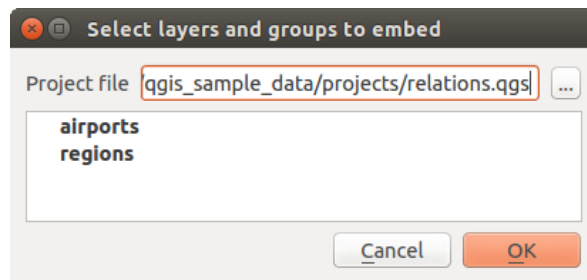 Select layers and groups to embed
Project file /qgis_sample_data/projects/relations.qgs ...
airports
regions
Cancel OK